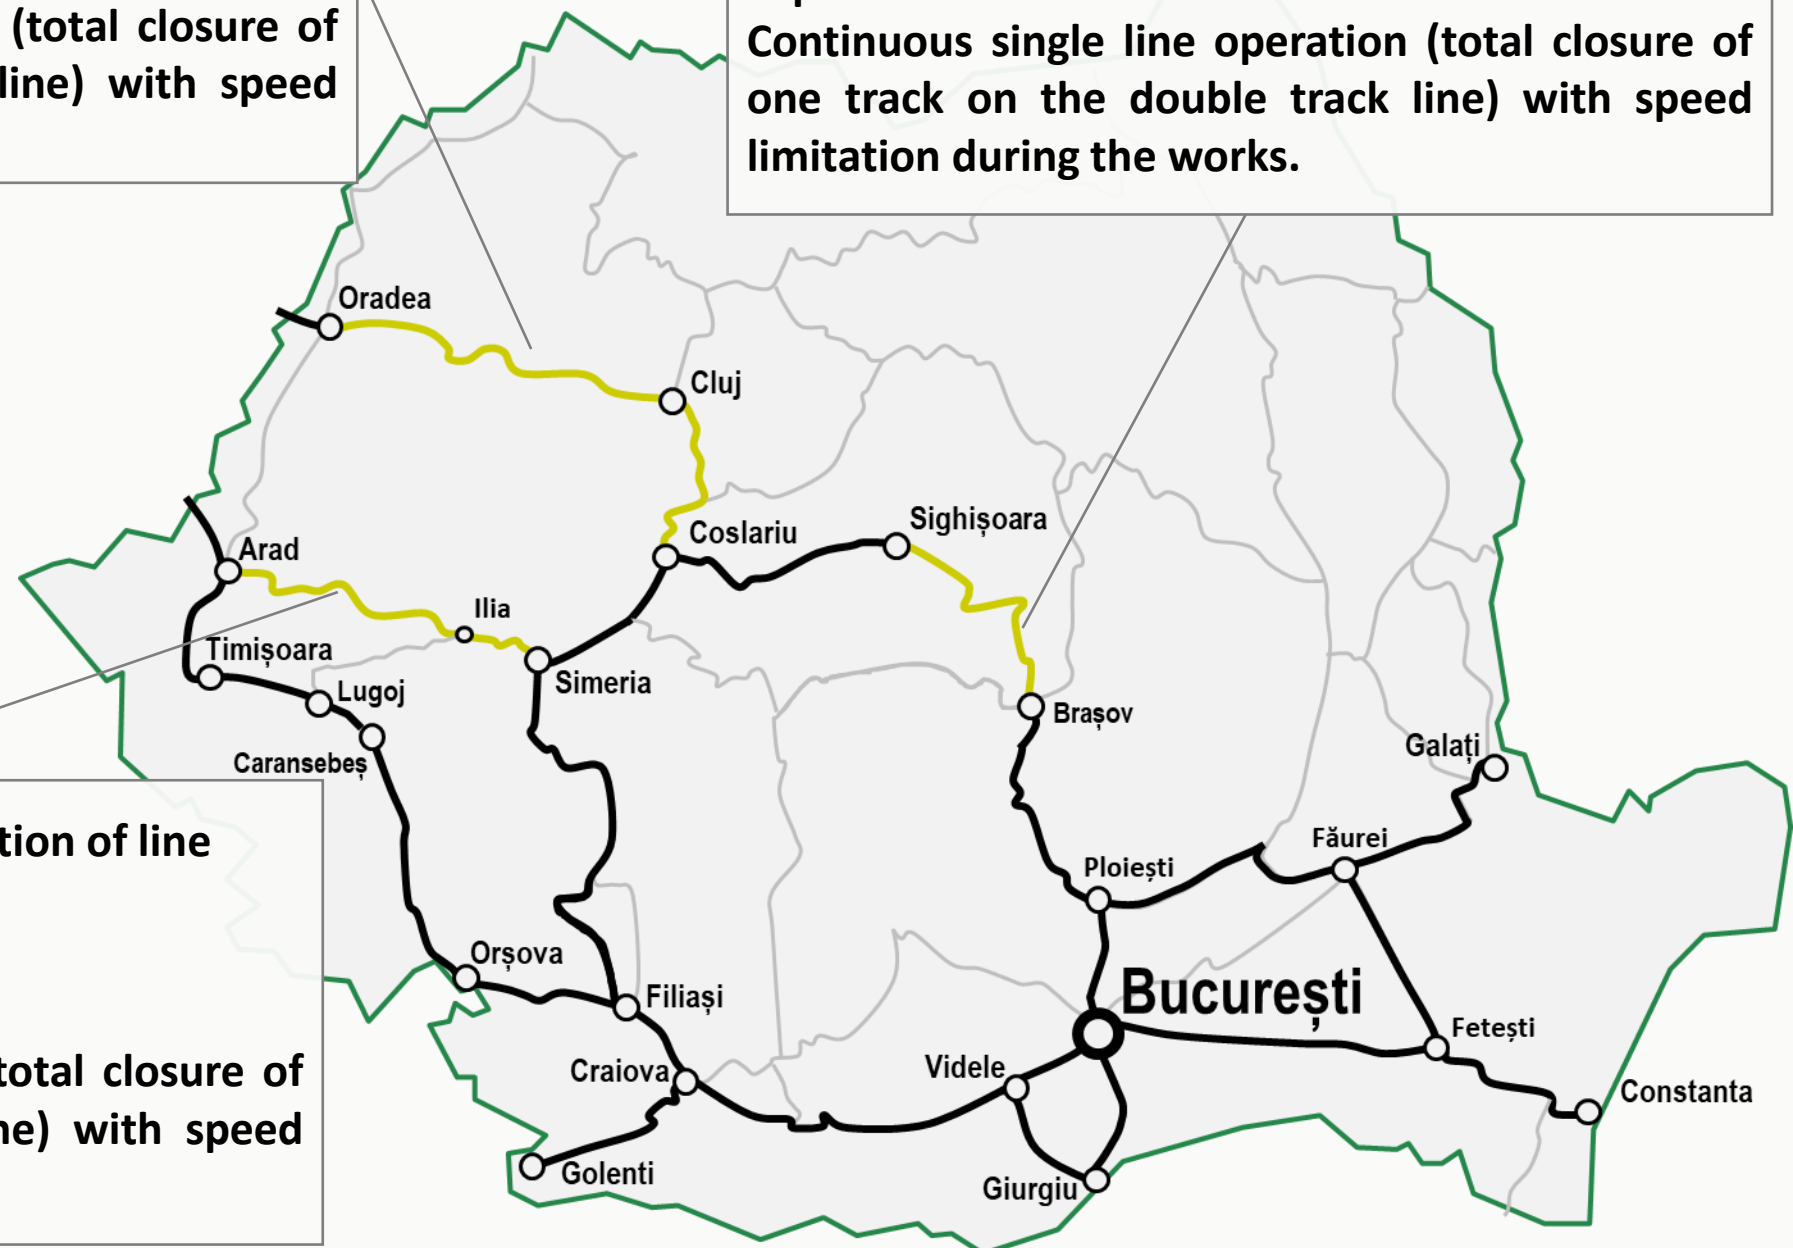 (total closure of
line) with speed
Continuous single line operation (total closure of
one track on the double track line) with speed
limitation during the works.
Oradea
Cluj
Sighișoara
Coslariu
Arad
Ilia
Timișoara
Simeria
Lugoj
Brașov
Galați
Caransebeș
tion of line
Făurei
Ploiești
Orșova
București
Filiași
Fetești
total closure of
Craiova
Videle
Constanta
ne) with speed
Golenti
Giurgiu